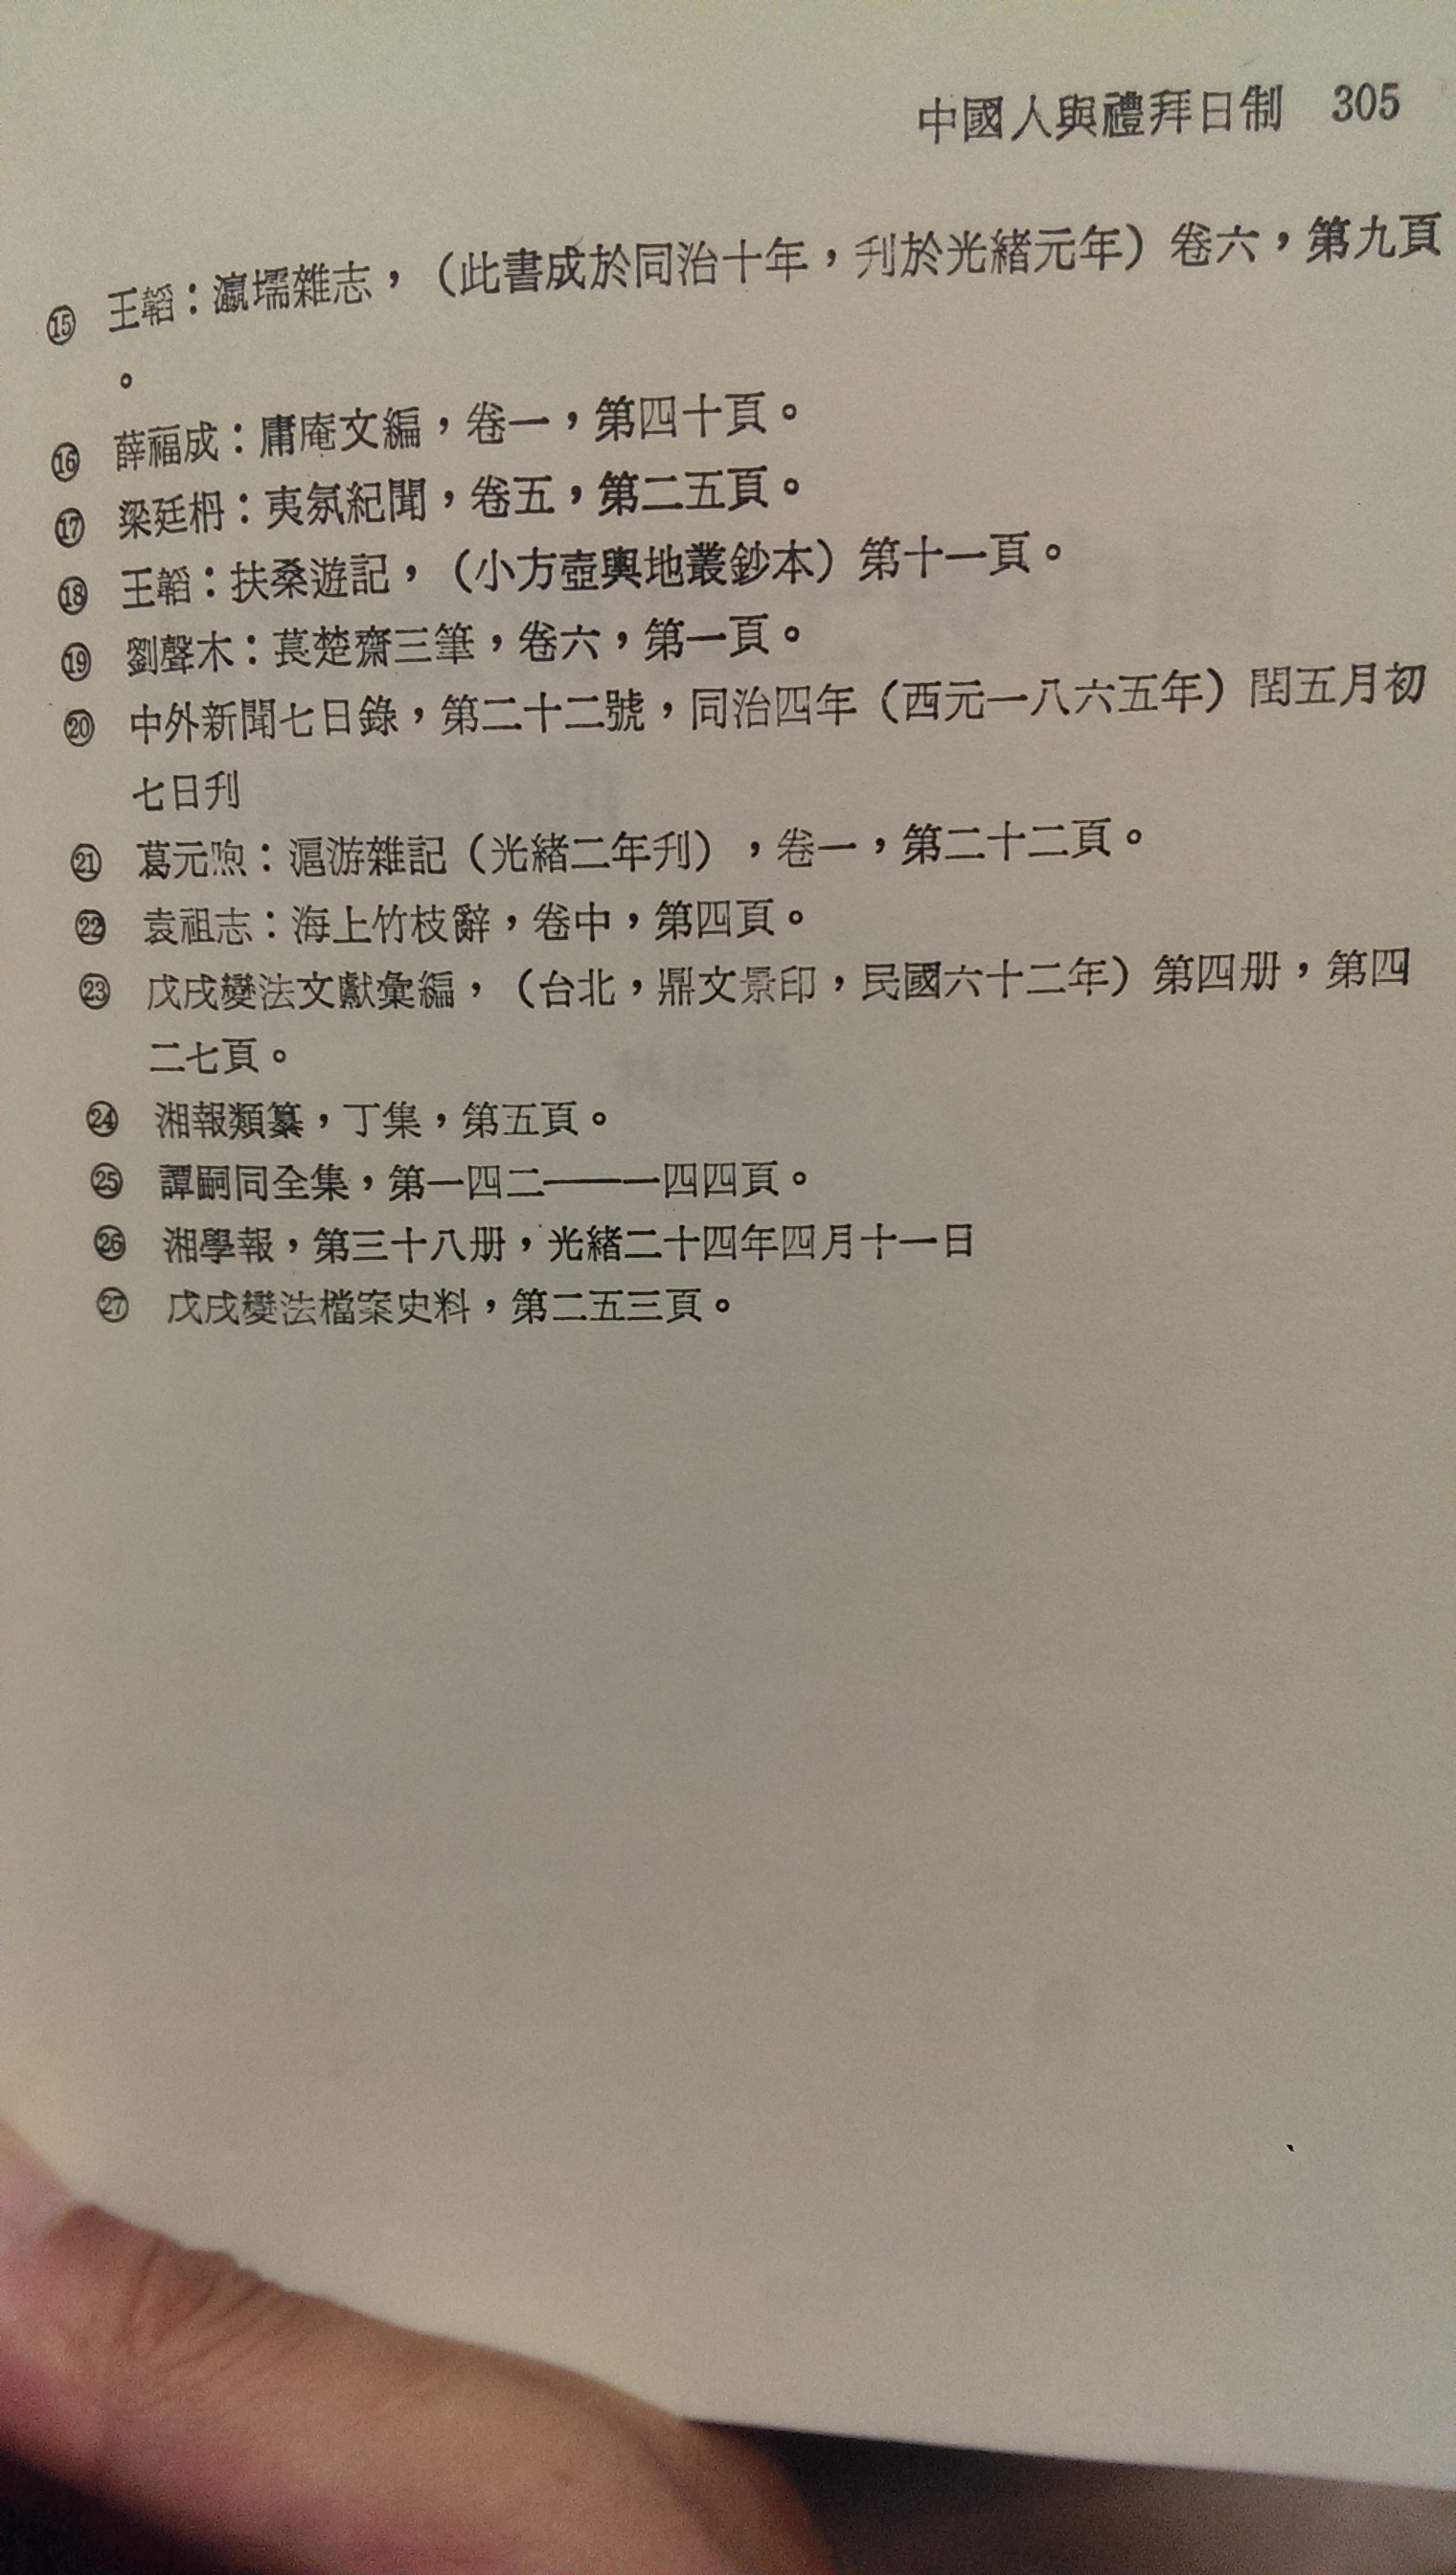 中國人與禮拜日制 305
⑮ 王韜：瀛壖雜志，（此書成於同治十年，刋於光緒元年）卷六，第九頁
。
⑯ 薛福成：庸庵文編，卷一，第四十頁。
⑰ 梁廷枏：夷氛紀聞，卷五，第二五頁。
⑱ 王韜：扶桑遊記，（小方壺輿地叢鈔本）第十一頁。
⑲ 劉聲木：萇楚齋三筆，卷六，第一頁。
⑳ 中外新聞七日錄，第二十二號，同治四年（西元一八六五年）閏五月初
七日刋
㉑ 葛元煦：滬游雜記（光緒二年刋），卷一，第二十二頁。
㉒ 袁祖志：海上竹枝辭，卷中，第四頁。
㉓ 戊戌變法文獻彙編，（台北，鼎文景印，民國六十二年）第四册，第四
二七頁。
㉔ 湘報類纂，丁集，第五頁。
㉕ 譚嗣同全集，第一四二——一四四頁。
㉖ 湘學報，第三十八册，光緒二十四年四月十一日
㉗ 戊戌變法檔案史料，第二五三頁。